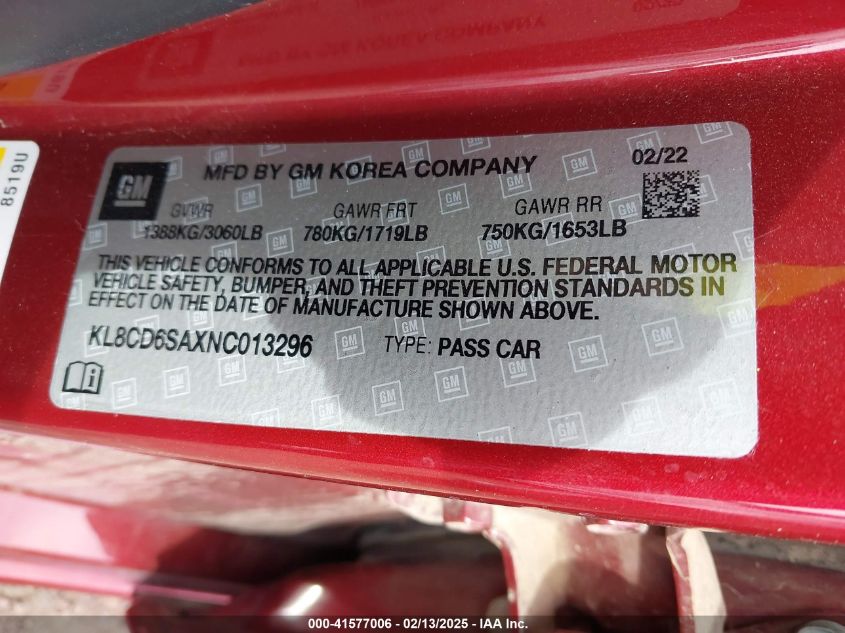 8519U
GM
MFD BY GM KOREA COMPANY
02/22
GVWR GAWR FRT GAWR RR
1388KG/3060LB 780KG/1719LB 750KG/1653LB
THIS VEHICLE CONFORMS TO ALL APPLICABLE U.S. FEDERAL MOTOR
VEHICLE SAFETY, BUMPER, AND THEFT PREVENTION STANDARDS IN
EFFECT ON THE DATE OF MANUFACTURE SHOWN ABOVE.
KL8CD6SAXNC013296 TYPE: PASS CAR
000-41577006 - 02/13/2025 - IAAI.com